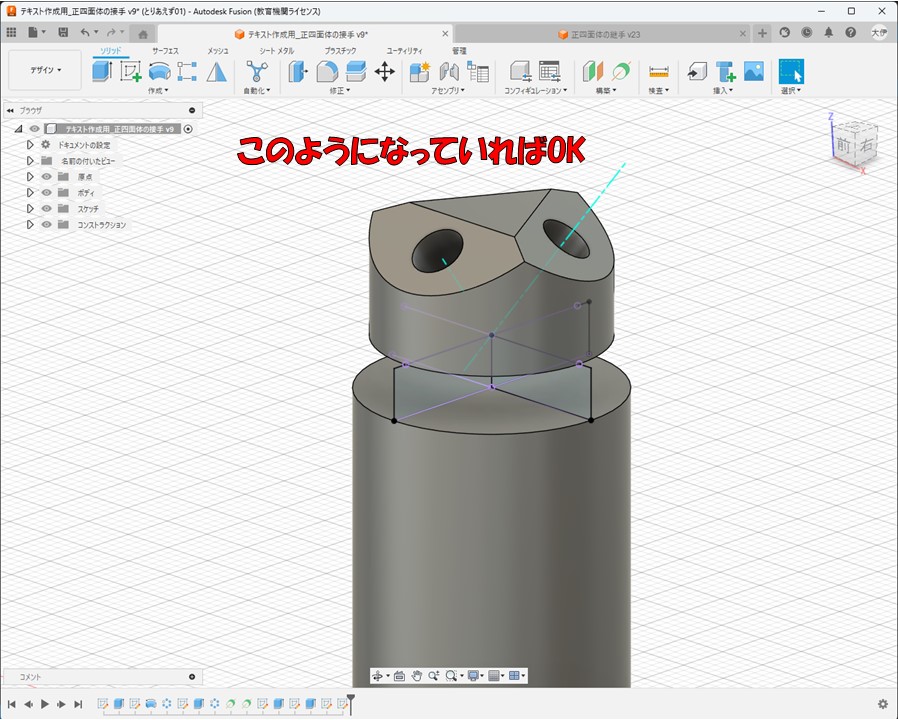 テキスト作成用_正四面体の接手 v9* (とりあえず01) - Autodesk Fusion (教育機関ライセンス)
テキスト作成用_正四面体の接手 v9*
正四面体の継手 v23
大伊
ソリッド サーフェス メッシュ シート メタル プラスチック ユーティリティ 管理
デザイン
作成 自動化 修正 アセンブリ コンフィギュレーション 構築 検査 挿入 選択
ブラウザ
テキスト作成用_正四面体の接手 v9
ドキュメントの設定
名前の付いたビュー
原点
ボディ
スケッチ
コンストラクション
このようになっていればOK
Z
前 右
X
コメント